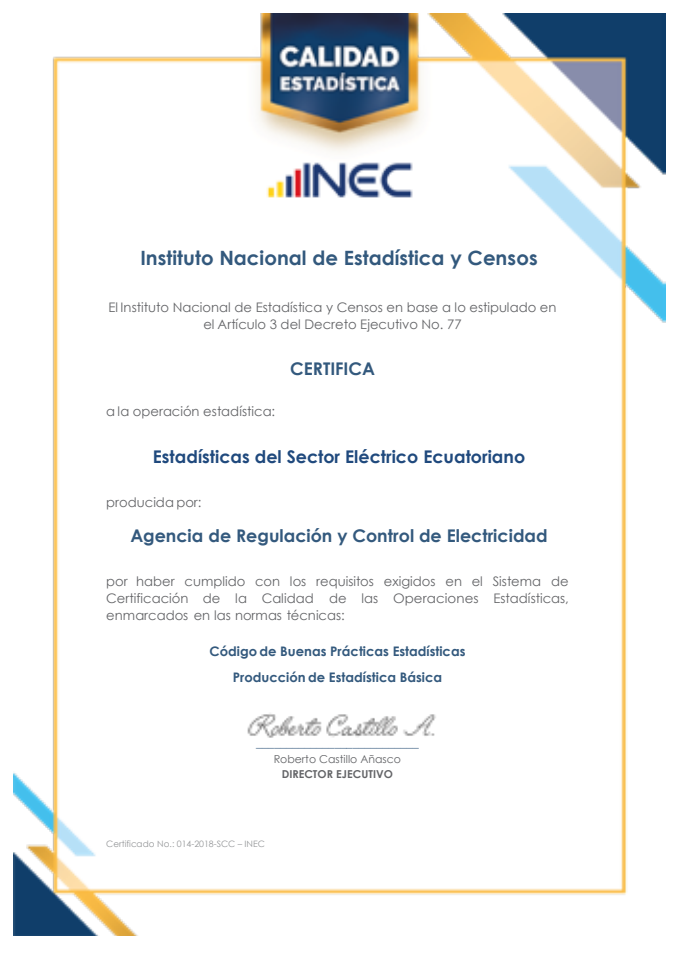 CALIDAD
ESTADÍSTICA
INEC
Instituto Nacional de Estadística y Censos
El Instituto Nacional de Estadística y Censos en base a lo estipulado en
el Artículo 3 del Decreto Ejecutivo No. 77
CERTIFICA
a la operación estadística:
Estadísticas del Sector Eléctrico Ecuatoriano
producida por:
Agencia de Regulación y Control de Electricidad
por haber cumplido con los requisitos exigidos en el Sistema de
Certificación de la Calidad de las Operaciones Estadísticas,
enmarcados en las normas técnicas:
Código de Buenas Prácticas Estadísticas
Producción de Estadística Básica
Roberto Castillo A.
Roberto Castillo Añasco
DIRECTOR EJECUTIVO
Certificado No.: 014-2018-SCC – INEC